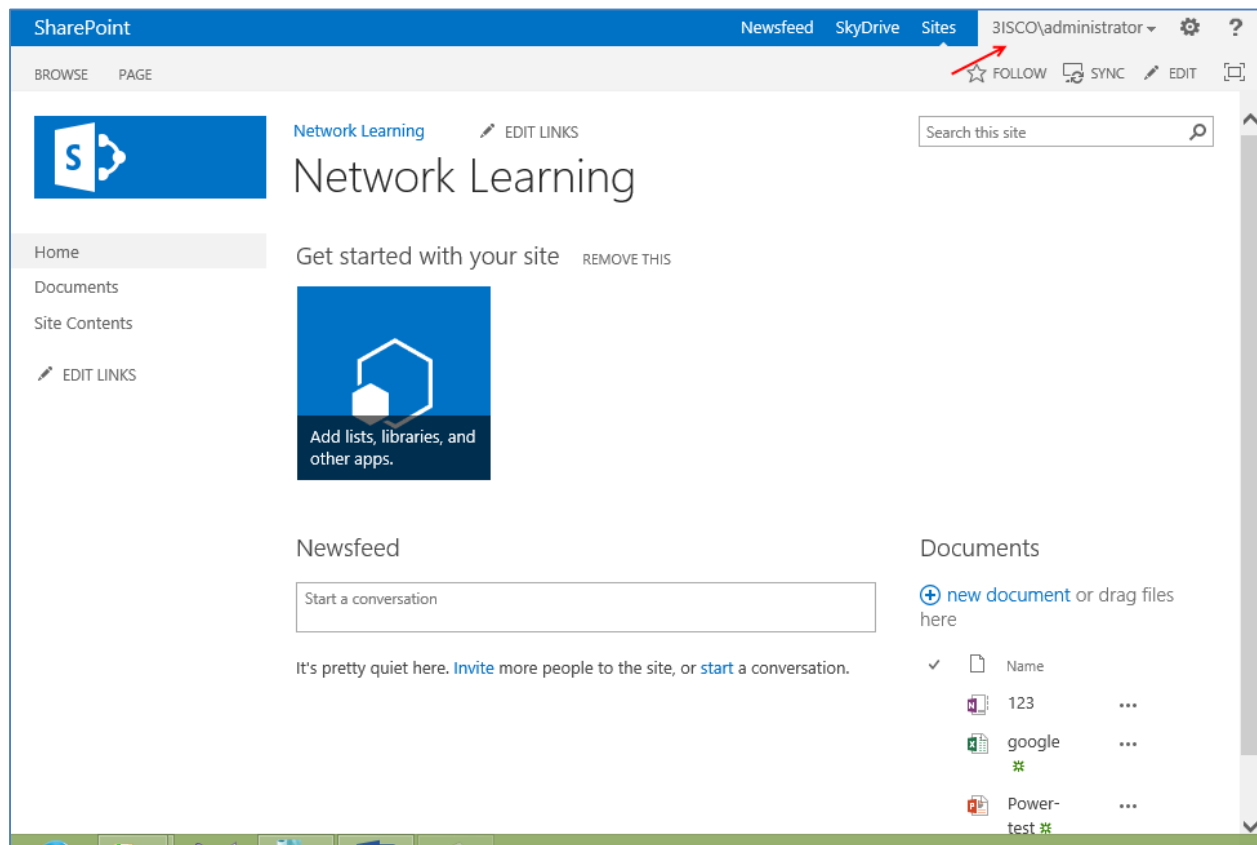 SharePoint
Newsfeed SkyDrive Sites 3ISCO\administrator ?
BROWSE PAGE
FOLLOW SYNC EDIT
S
Network Learning EDIT LINKS
Search this site
Network Learning
Home
Documents
Site Contents
EDIT LINKS
Get started with your site REMOVE THIS
Add lists, libraries, and
other apps.
Newsfeed
Start a conversation
It's pretty quiet here. Invite more people to the site, or start a conversation.
Documents
new document or drag files
here
Name
123 ...
google ...
Power- ...
test